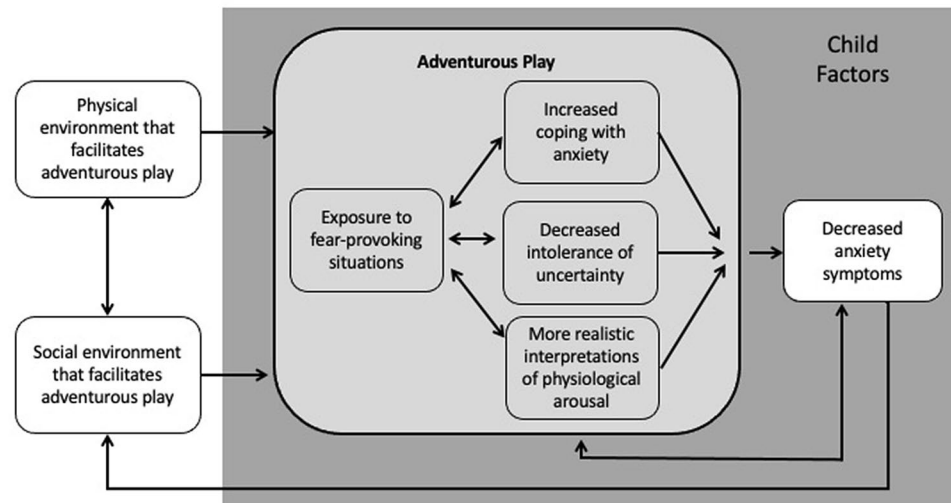 Child
Factors
Adventurous Play
Physical
environment that
facilitates
adventurous play
Increased
coping with
anxiety
Exposure to
fear-provoking
situations
Decreased
intolerance of
uncertainty
Decreased
anxiety
symptoms
Social environment
that facilitates
adventurous play
More realistic
interpretations
of physiological
arousal